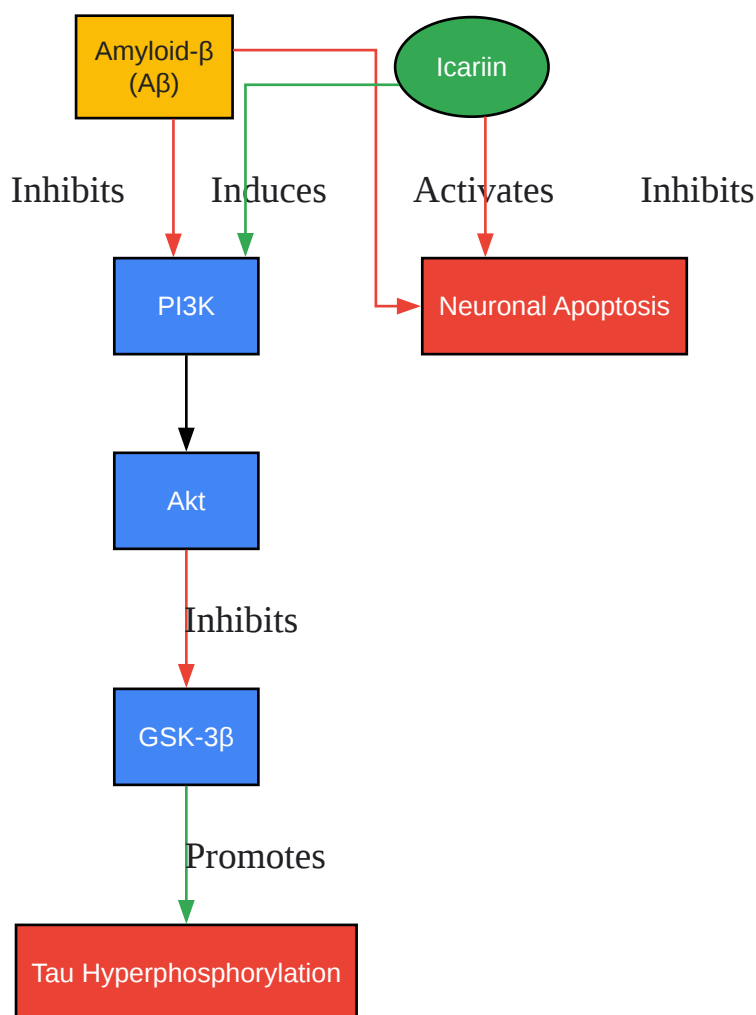 Amyloid-β
(Aβ)
Icariin
Inhibits
Induces
Activates
Inhibits
PI3K
Neuronal Apoptosis
Akt
Inhibits
GSK-3β
Promotes
Tau Hyperphosphorylation